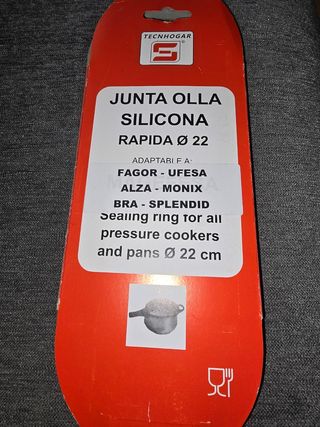 TECNHOGAR
S
®
JUNTA OLLA
SILICONA
RAPIDA Ø 22
ADAPTABLE A:
FAGOR - UFESA
ALZA - MONIX
BRA - SPLENDID
Sealing ring for all
pressure cookers
and pans Ø 22 cm